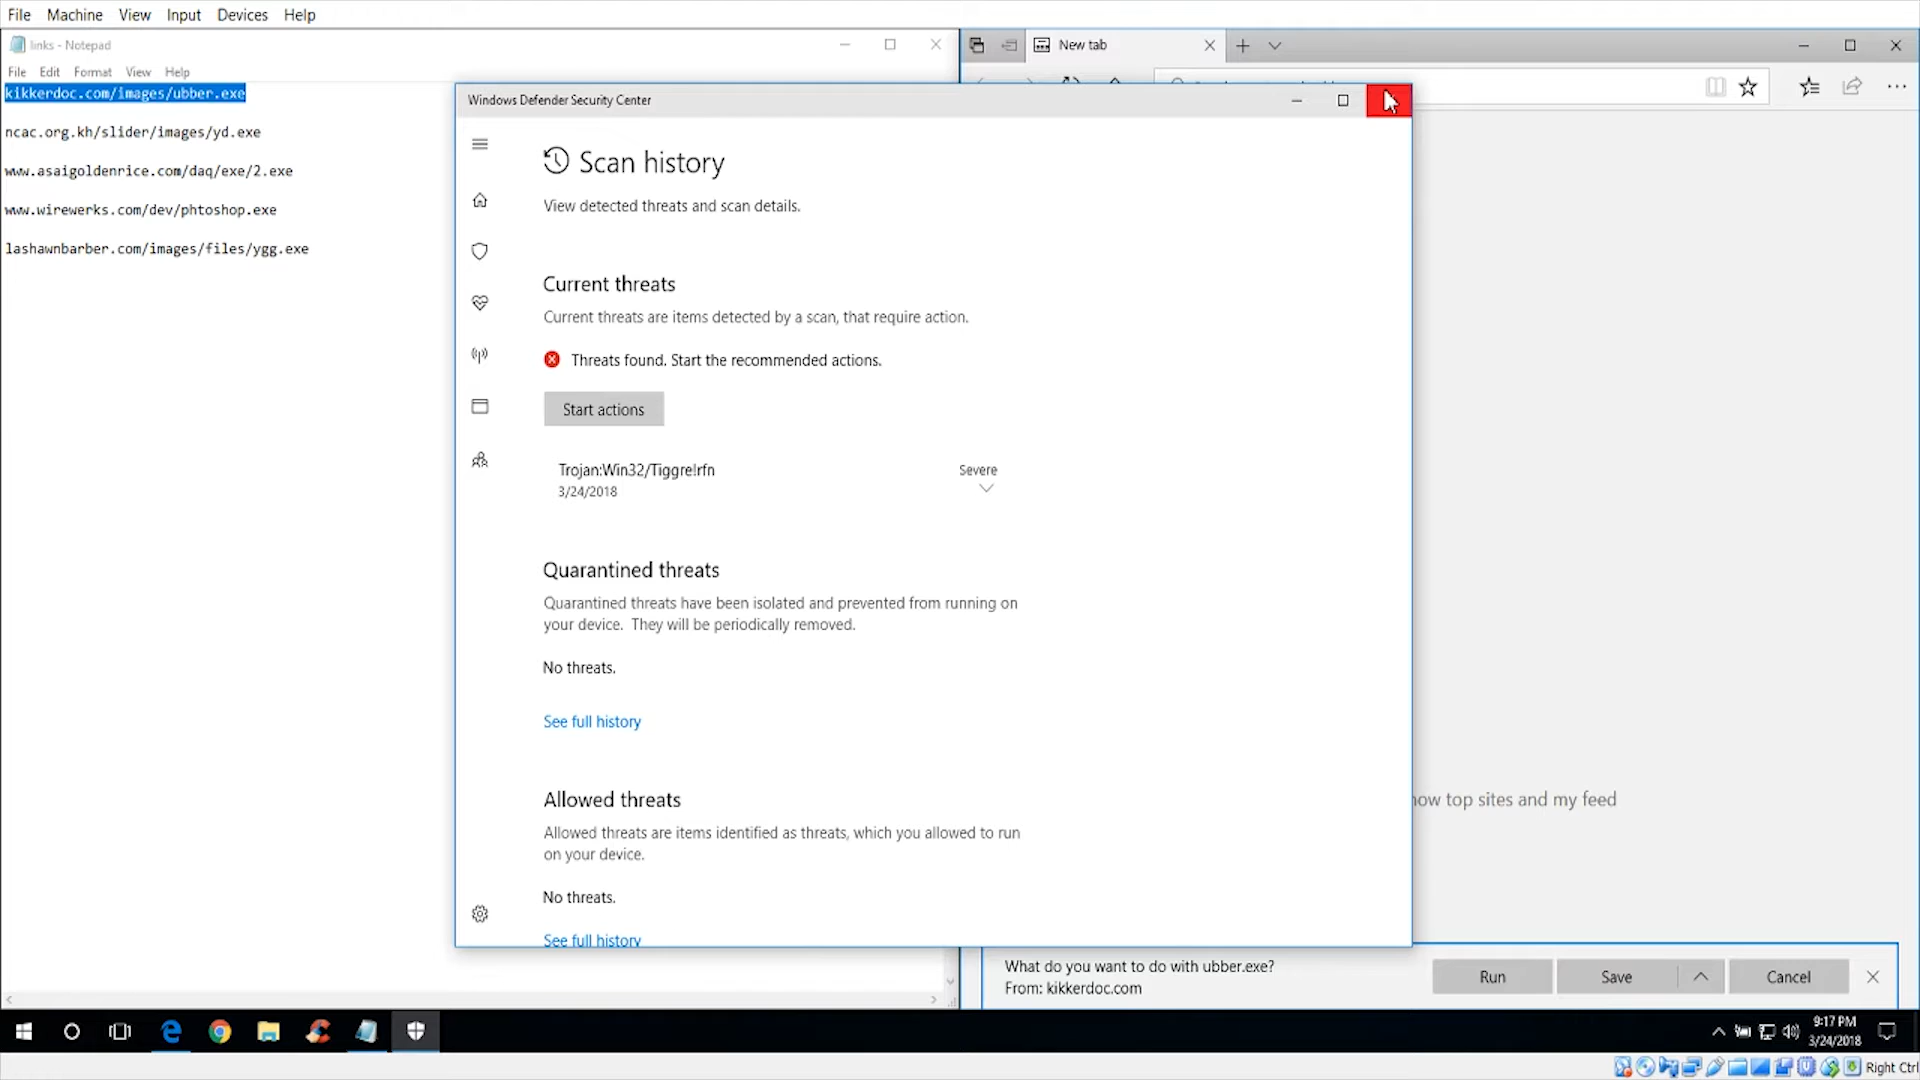 File Machine View Input Devices Help
links - Notepad
File Edit Format View Help
kikkerdoc.com/images/ubber.exe
ncac.org.kh/slider/images/yd.exe
www.asaigoldenrice.com/daq/exe/2.exe
www.wirewerks.com/dev/phtoshop.exe
lashawnbarber.com/images/files/ygg.exe
New tab
Windows Defender Security Center
Scan history
View detected threats and scan details.
Current threats
Current threats are items detected by a scan, that require action.
Threats found. Start the recommended actions.
Start actions
Trojan:Win32/Tiggre!rfn
Severe
3/24/2018
Quarantined threats
Quarantined threats have been isolated and prevented from running on
your device. They will be periodically removed.
No threats.
See full history
Allowed threats
Allowed threats are items identified as threats, which you allowed to run
on your device.
No threats.
See full history
top sites and my feed
What do you want to do with ubber.exe?
From: kikkerdoc.com
Run
Save
Cancel
9:17 PM
3/24/2018
Right Ctrl